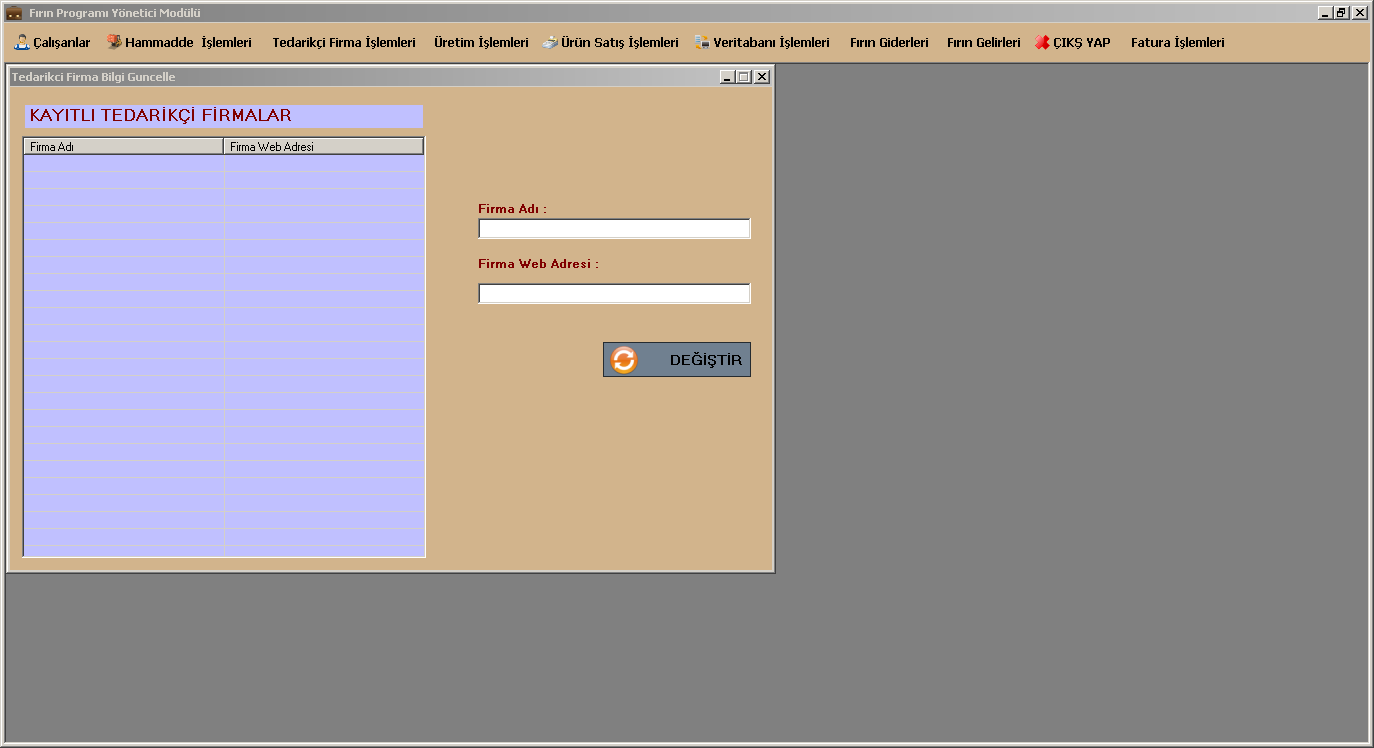 Fırın Programı Yönetici Modülü
Çalışanlar Hammadde İşlemleri Tedarikçi Firma İşlemleri Üretim İşlemleri Ürün Satış İşlemleri Veritabanı İşlemleri Fırın Giderleri Fırın Gelirleri ÇIKŞ YAP Fatura İşlemleri
Tedarikci Firma Bilgi Guncelle
KAYITLI TEDARİKÇİ FİRMALAR
Firma Adı Firma Web Adresi
Firma Adı :
Firma Web Adresi :
DEĞİŞTİR